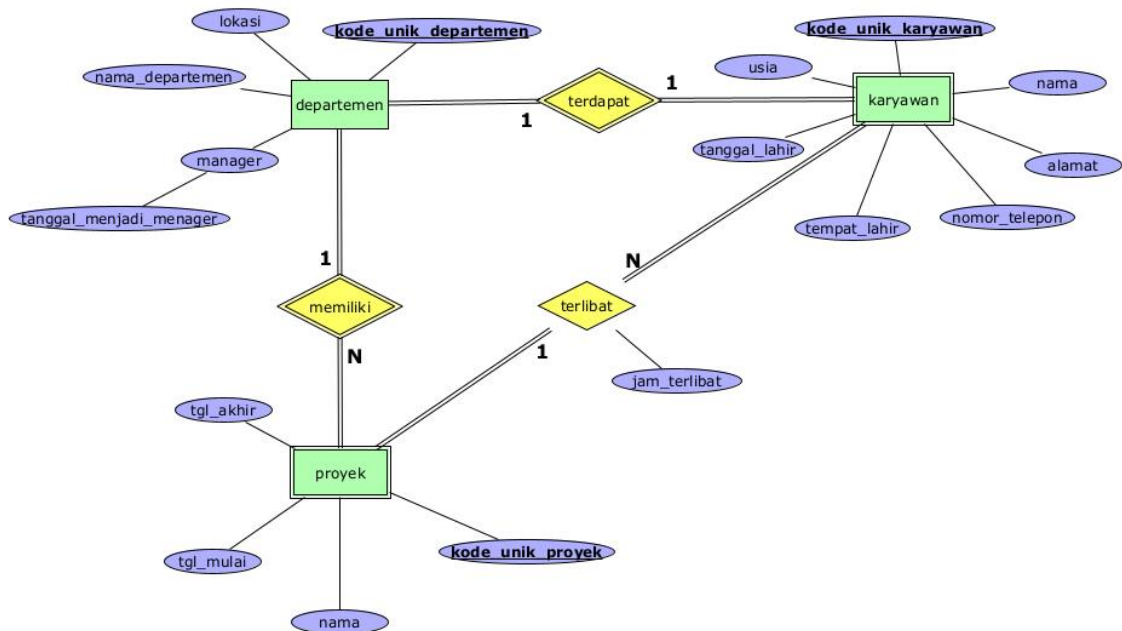 lokasi
kode_unik_departemen
kode_unik_karyawan
usia
nama_departemen
nama
departemen
1
terdapat
1
karyawan
manager
tanggal_lahir
alamat
tanggal_menjadi_menager
tempat_lahir
nomor_telepon
1
N
memiliki
terlibat
N
1
jam_terlibat
tgl_akhir
proyek
kode_unik_proyek
tgl_mulai
nama